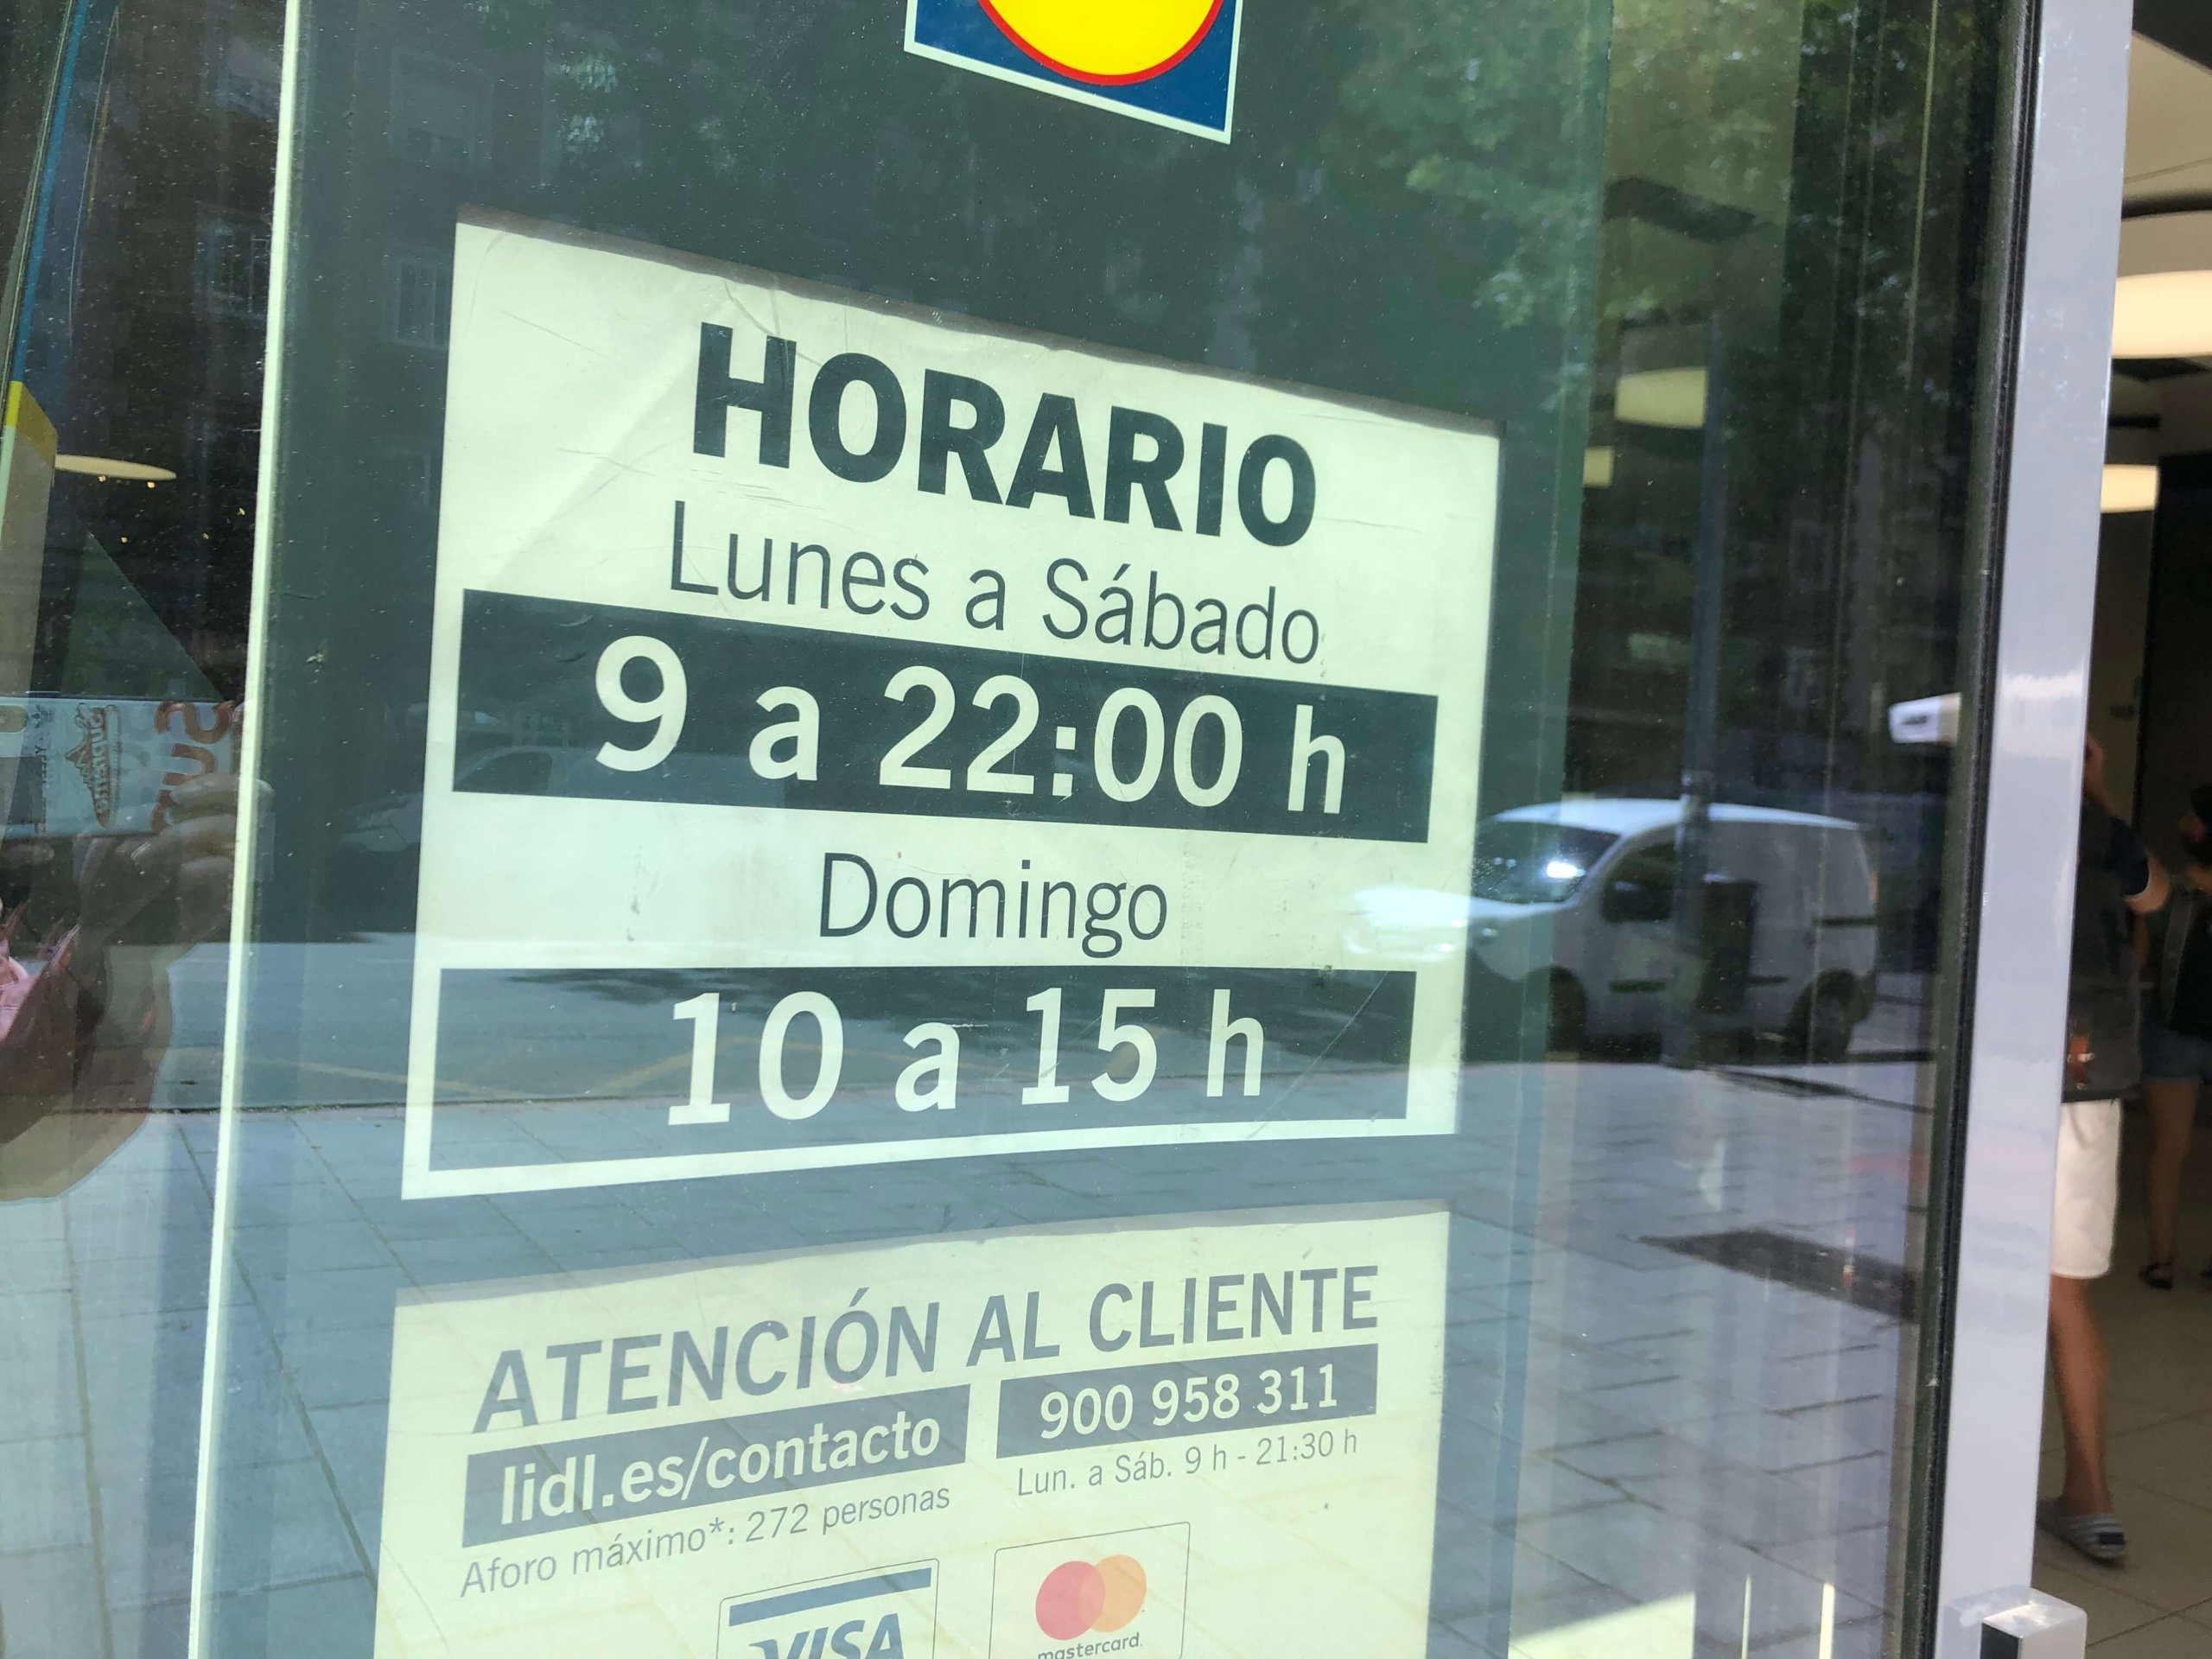 HORARIO
Lunes a Sábado
9 a 22:00 h
Domingo
10 a 15 h
ATENCIÓN AL CLIENTE
lidl.es/contacto
900 958 311
Lun. a Sáb. 9 h - 21:30 h
Aforo máximo*: 272 personas
VISA
mastercard.